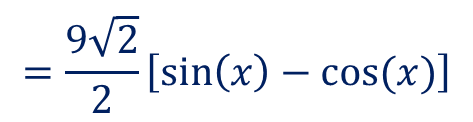 = 9√2/2 [sin(x) − cos(x)]